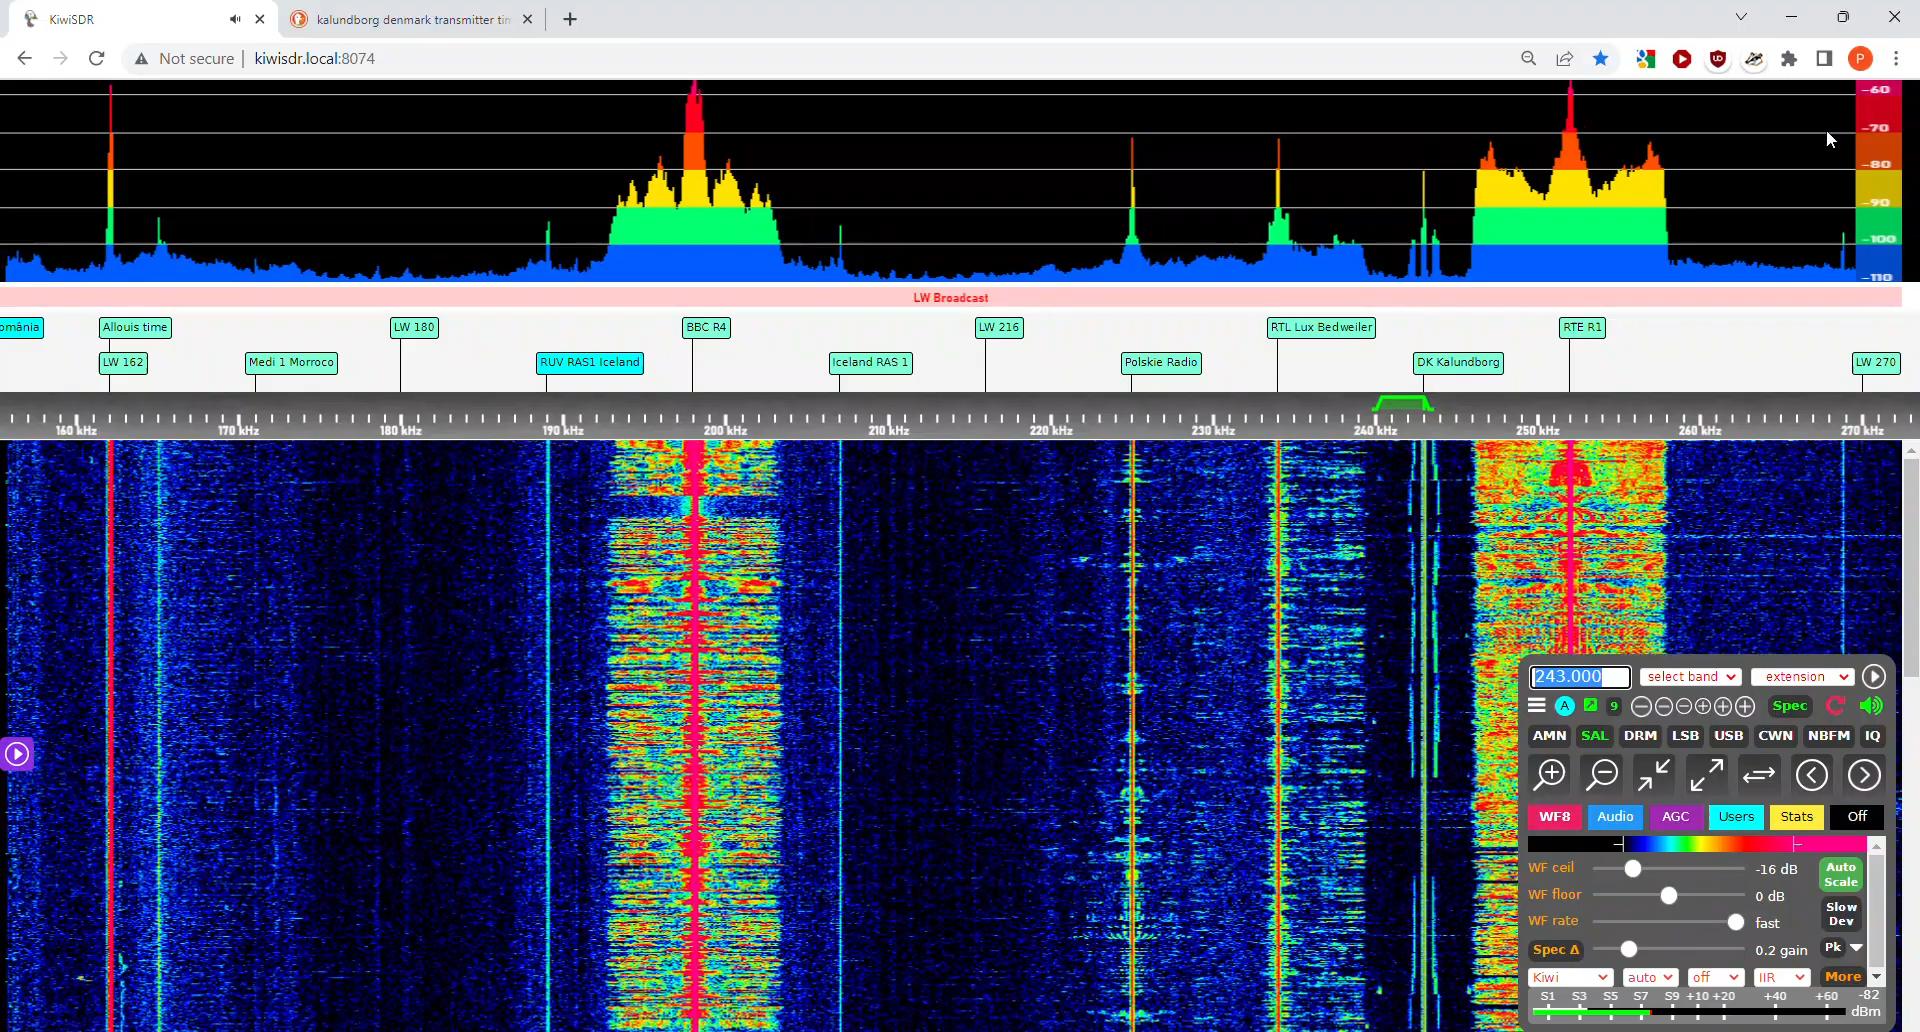 KiwiSDR
kalundborg denmark transmitter tim
Not secure
kiwisdr.local:8074
P
-60
-70
-80
-90
-100
-110
LW Broadcast
omânia
Allouis time
LW 180
BBC R4
LW 216
RTL Lux Bedweiler
RTE R1
LW 162
Medi 1 Morroco
RUV RAS1 Iceland
Iceland RAS 1
Polskie Radio
DK Kalundborg
LW 270
160 kHz
170 kHz
180 kHz
190 kHz
200 kHz
210 kHz
220 kHz
230 kHz
240 kHz
250 kHz
260 kHz
270 kHz
243.000
select band
extension
A
9
Spec
AMN
SAL
DRM
LSB
USB
CWN
NBFM
IQ
WF8
Audio
AGC
Users
Stats
Off
WF ceil
-16 dB
Auto
Scale
WF floor
0 dB
WF rate
fast
Slow
Dev
Spec Δ
0.2 gain
Pk
Kiwi
auto
off
IIR
More
S1
S3
S5
S7
S9
+10
+20
+40
+60
-82
dBm